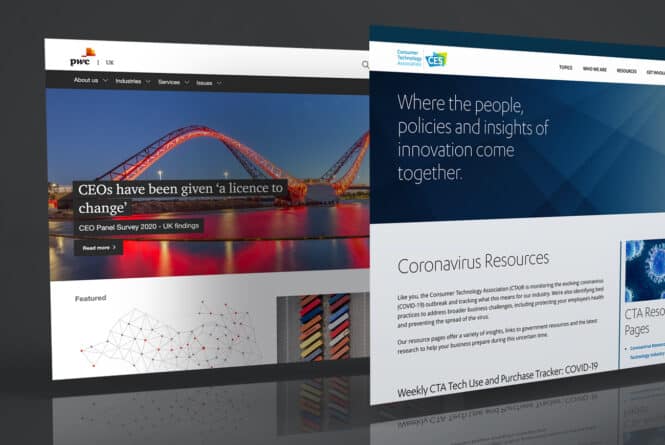 pwc | UK
About us Industries Services Issues
CEOs have been given ‘a licence to
change’
CEO Panel Survey 2020 - UK findings
Read more
Featured
Consumer
Technology
Association
CES
TOPICS WHO WE ARE RESOURCES GET INVOL
Where the people,
policies and insights of
innovation come
together.
Coronavirus Resources
Like you, the Consumer Technology Association (CTA)® is monitoring the evolving coronavirus
(COVID-19) outbreak and tracking what this means for our industry. We're also identifying best
practices to address broader business challenges, including protecting your employee's health
and preventing the spread of the virus.
Our resource pages offer a variety of insights, links to government resources and the latest
research to help your business prepare during this uncertain time.
Weekly CTA Tech Use and Purchase Tracker: COVID-19
CTA Reso
Pages
Technology Industry